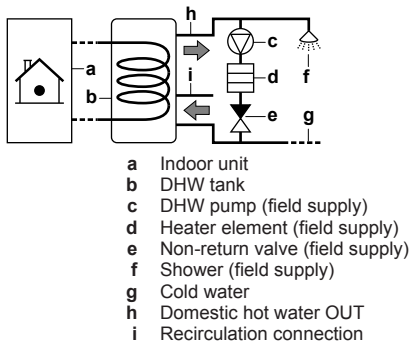 h
a
b
i
c
d
e
f
g
a Indoor unit
b DHW tank
c DHW pump (field supply)
d Heater element (field supply)
e Non-return valve (field supply)
f Shower (field supply)
g Cold water
h Domestic hot water OUT
i Recirculation connection